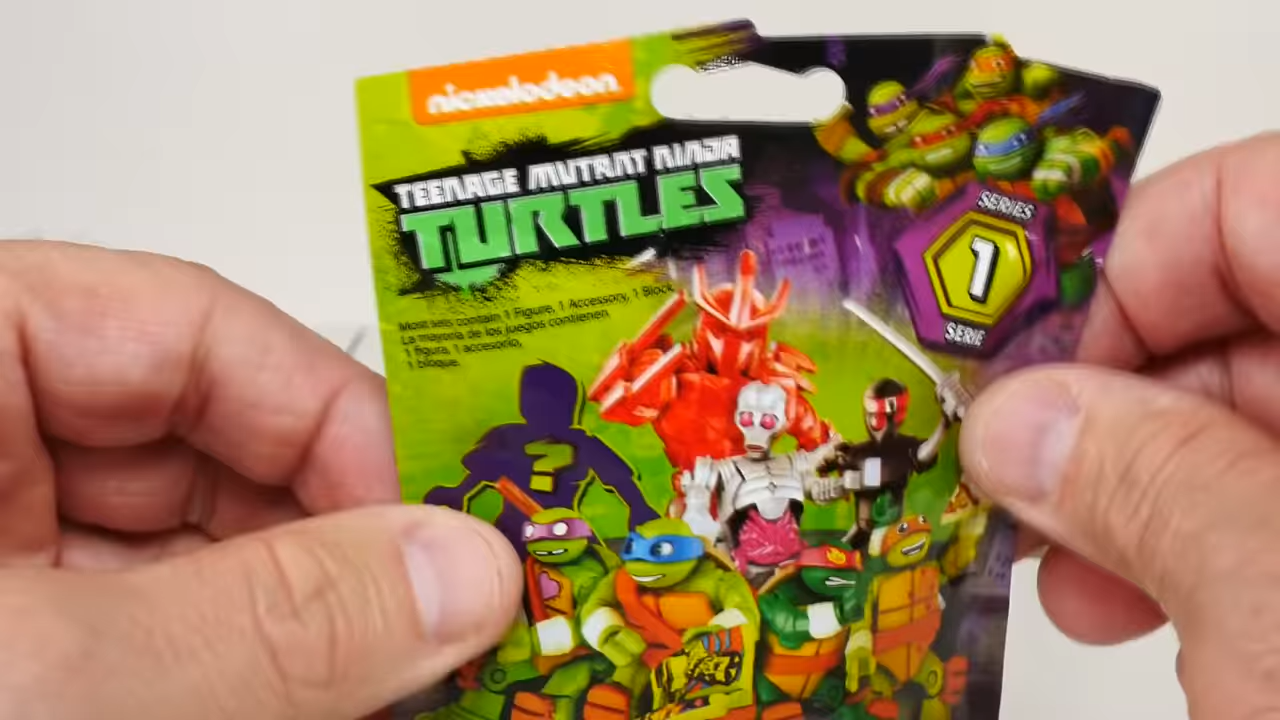 nickelodeon
TEENAGE MUTANT NINJA
TURTLES
SERIES
1
SERIE
Most sets contain 1 Figure, 1 Accessory, 1 Block
La mayoría de los juegos contienen
1 figura, 1 accesorio,
1 bloque.
?